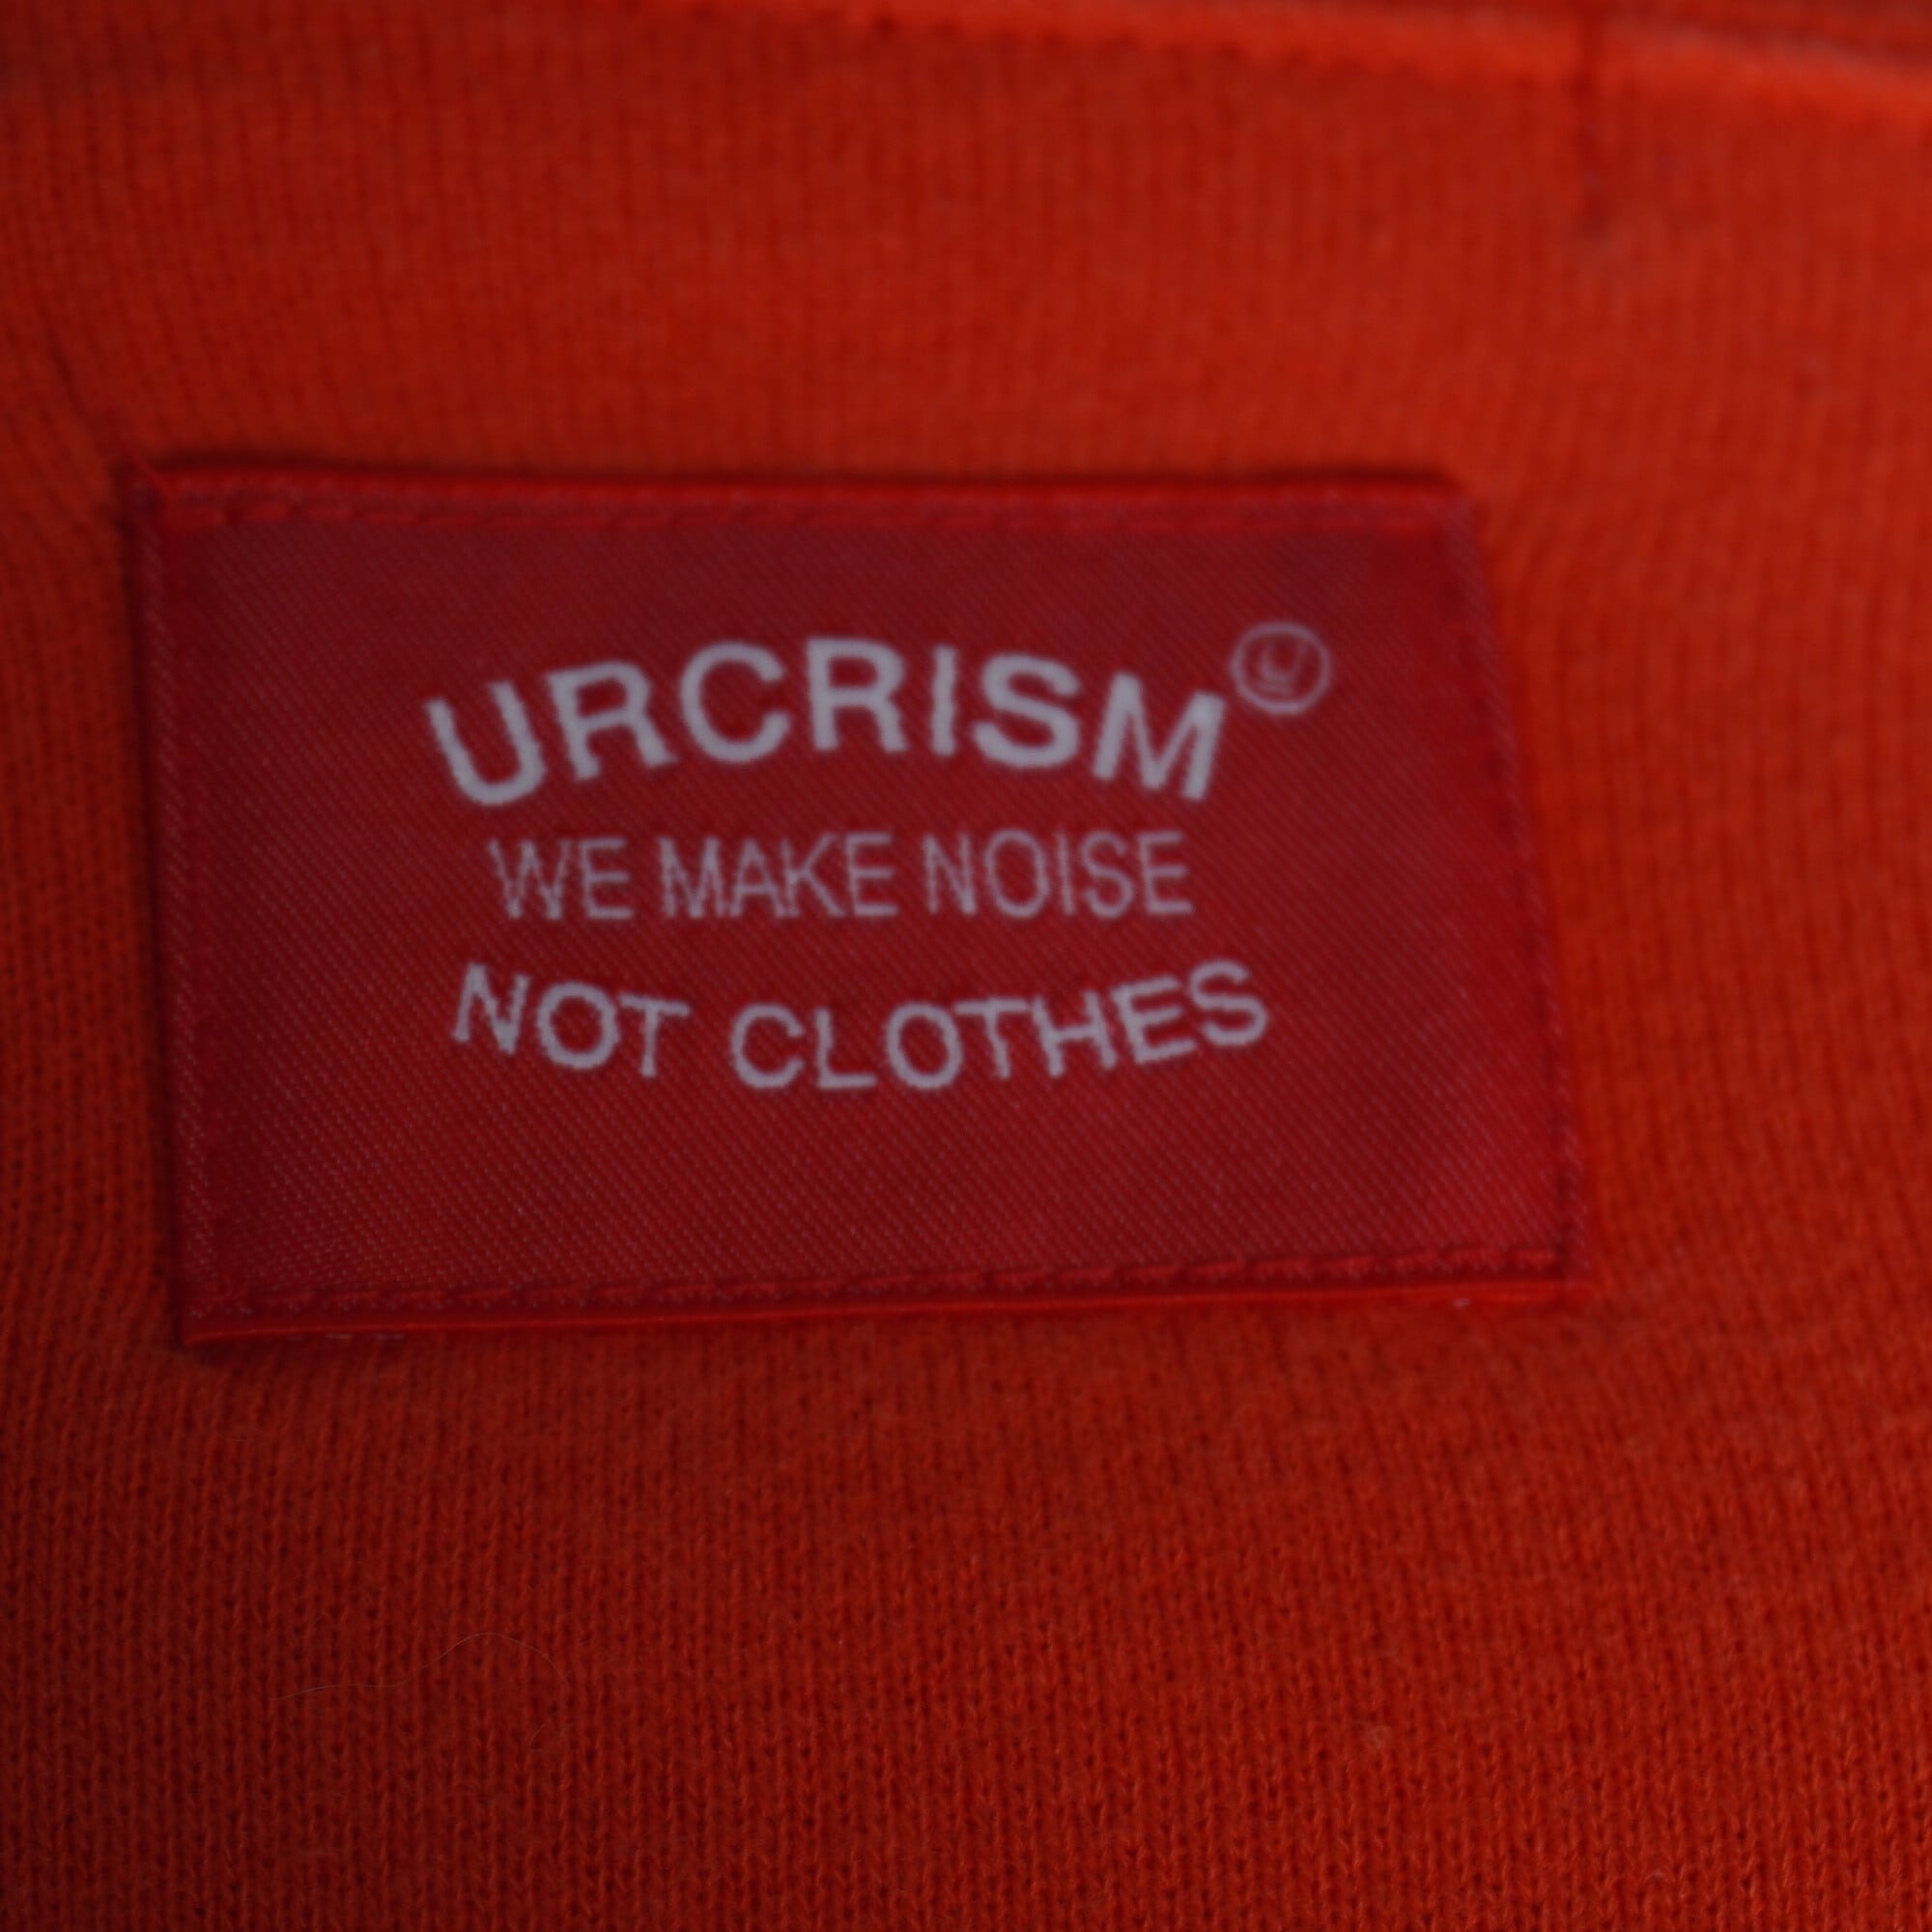 URCRISM
WE MAKE NOISE
NOT CLOTHES